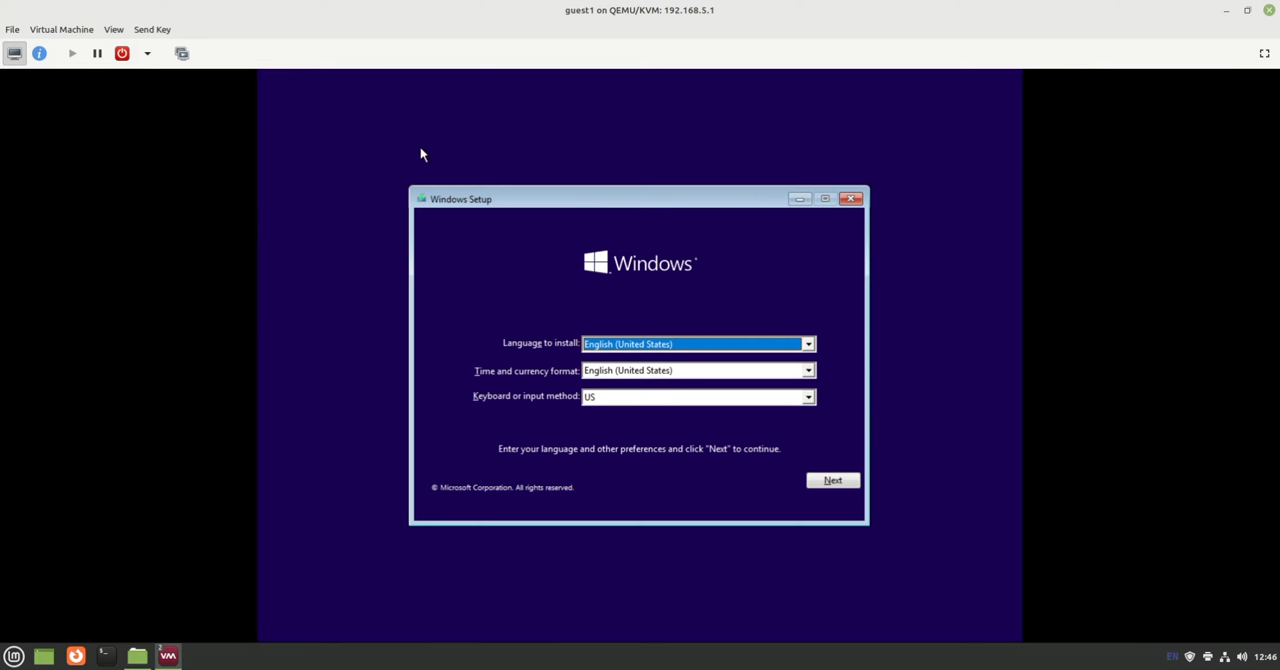 guest1 on QEMU/KVM: 192.168.5.1
File Virtual Machine View Send Key
Windows Setup
Windows
Language to install: English (United States)
Time and currency format: English (United States)
Keyboard or input method: US
Enter your language and other preferences and click "Next" to continue.
Next
© Microsoft Corporation. All rights reserved.
2
VM
EN 12:46